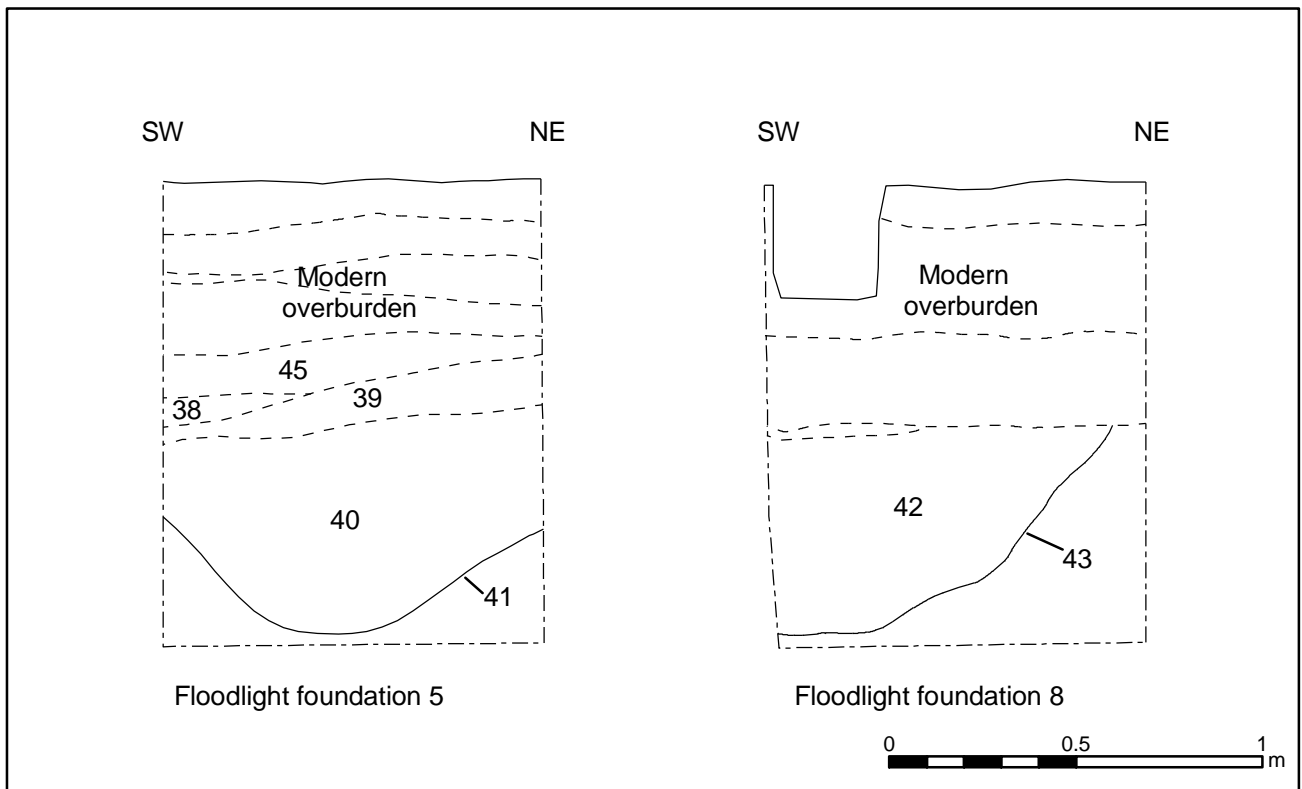 SW
NE
Modern
overburden
45
38
39
40
41
Floodlight foundation 5
SW
NE
Modern
overburden
42
43
Floodlight foundation 8
0
0.5
1
m